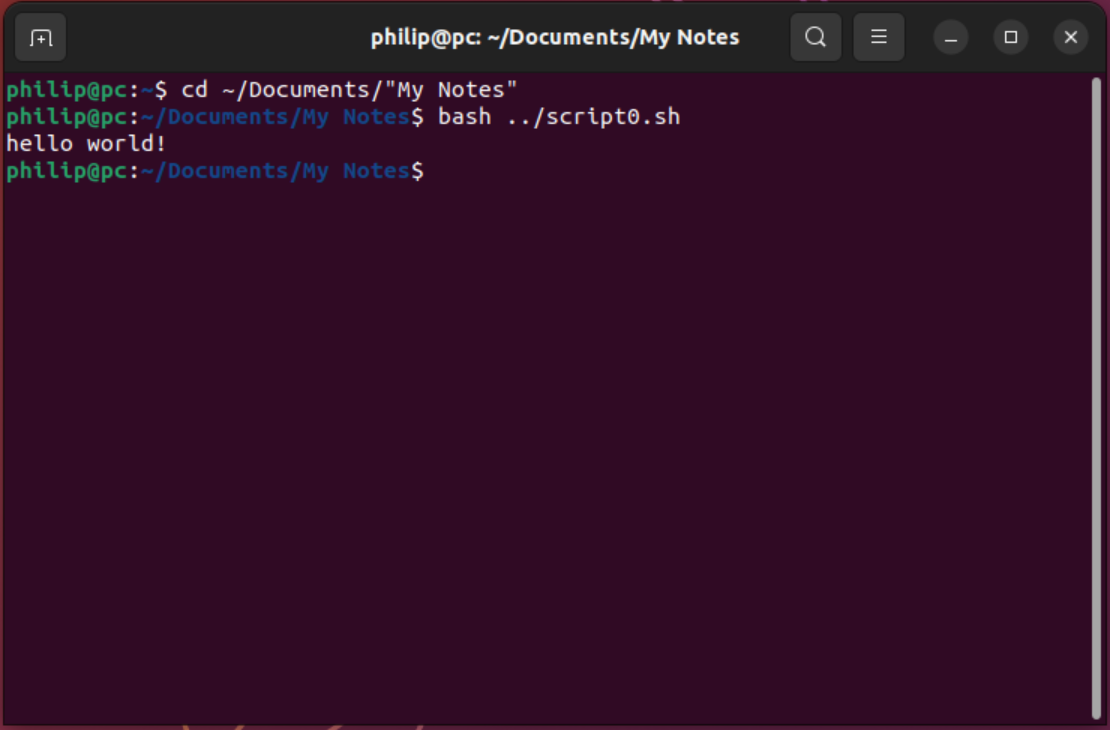 philip@pc: ~/Documents/My Notes
philip@pc:~$ cd ~/Documents/"My Notes"
philip@pc:~/Documents/My Notes$ bash ../script0.sh
hello world!
philip@pc:~/Documents/My Notes$